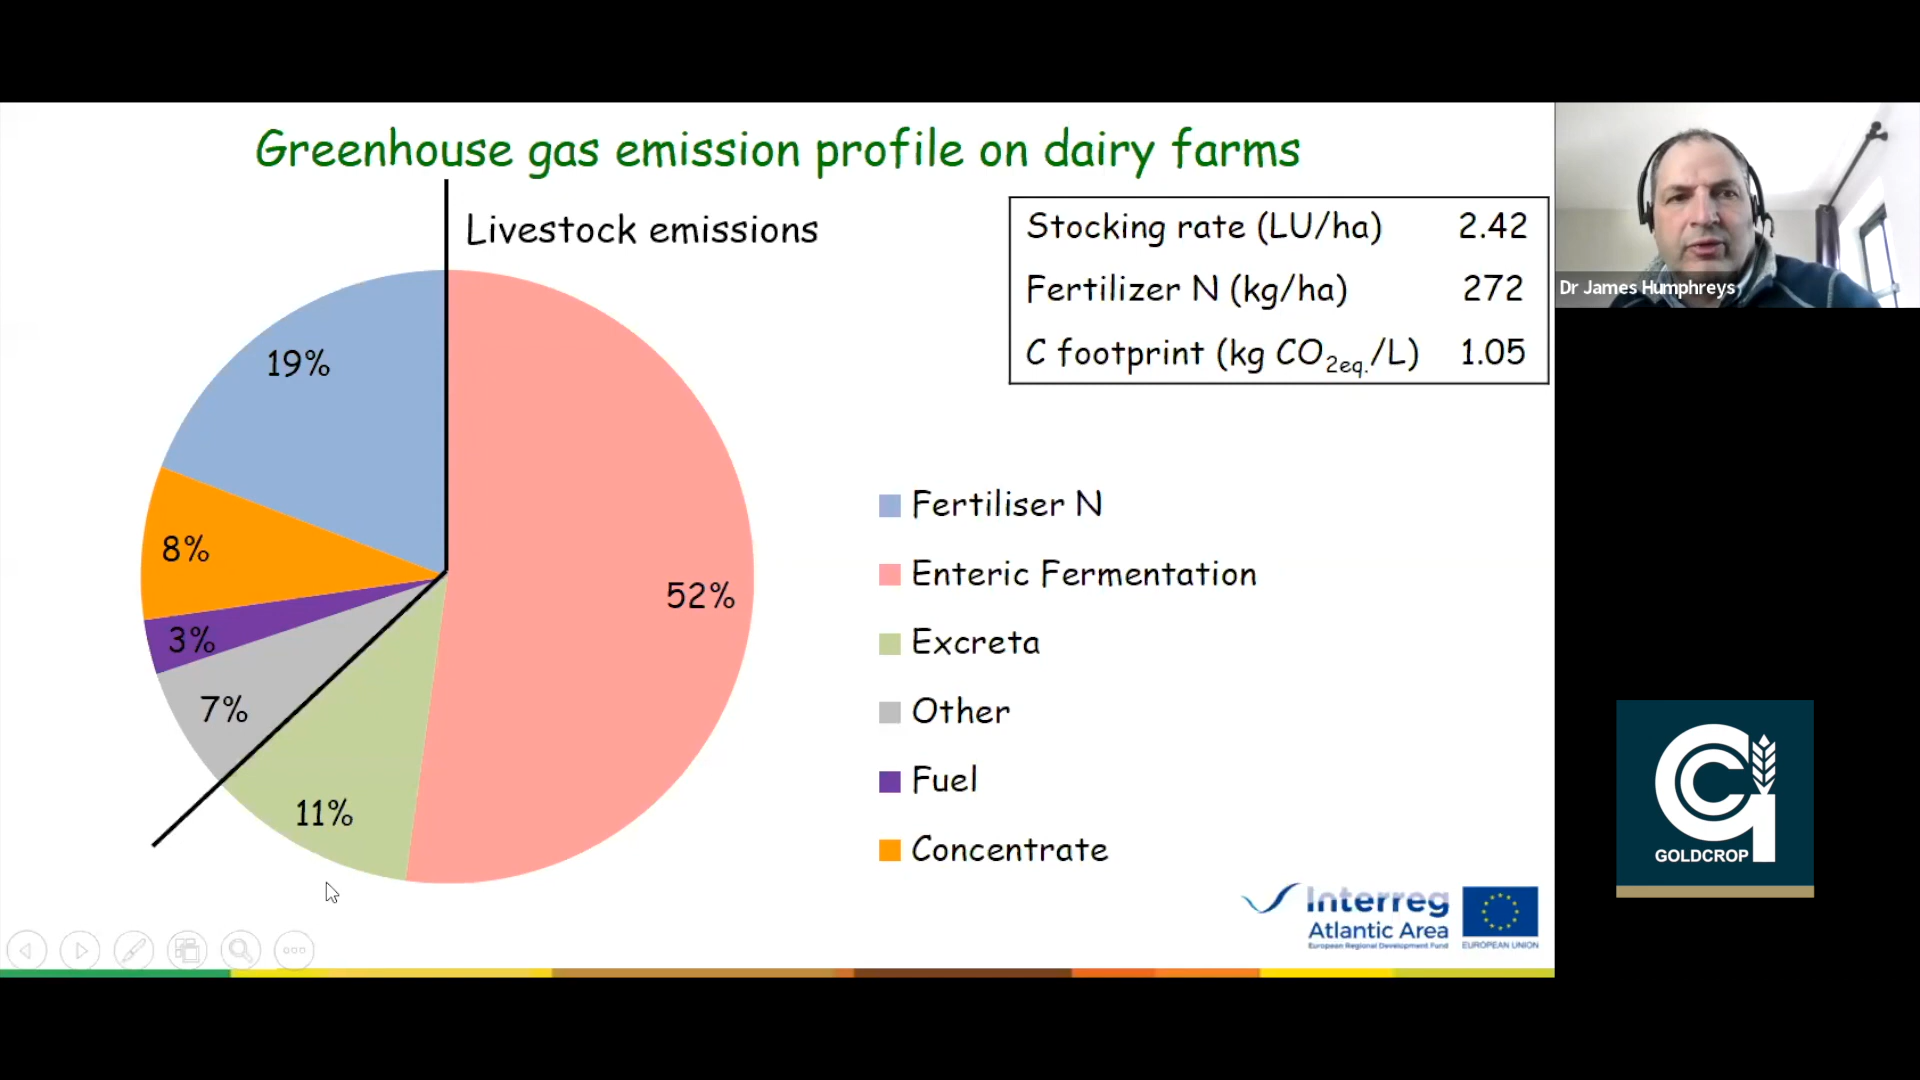 Greenhouse gas emission profile on dairy farms
Livestock emissions
Stocking rate (LU/ha) 2.42
Fertilizer N (kg/ha) 272
C footprint (kg CO2eq./L) 1.05
19%
8%
3%
7%
11%
52%
Fertiliser N
Enteric Fermentation
Excreta
Other
Fuel
Concentrate
Interreg
Atlantic Area
European Regional Development Fund
EUROPEAN UNION
Dr James Humphreys
GOLDCROP